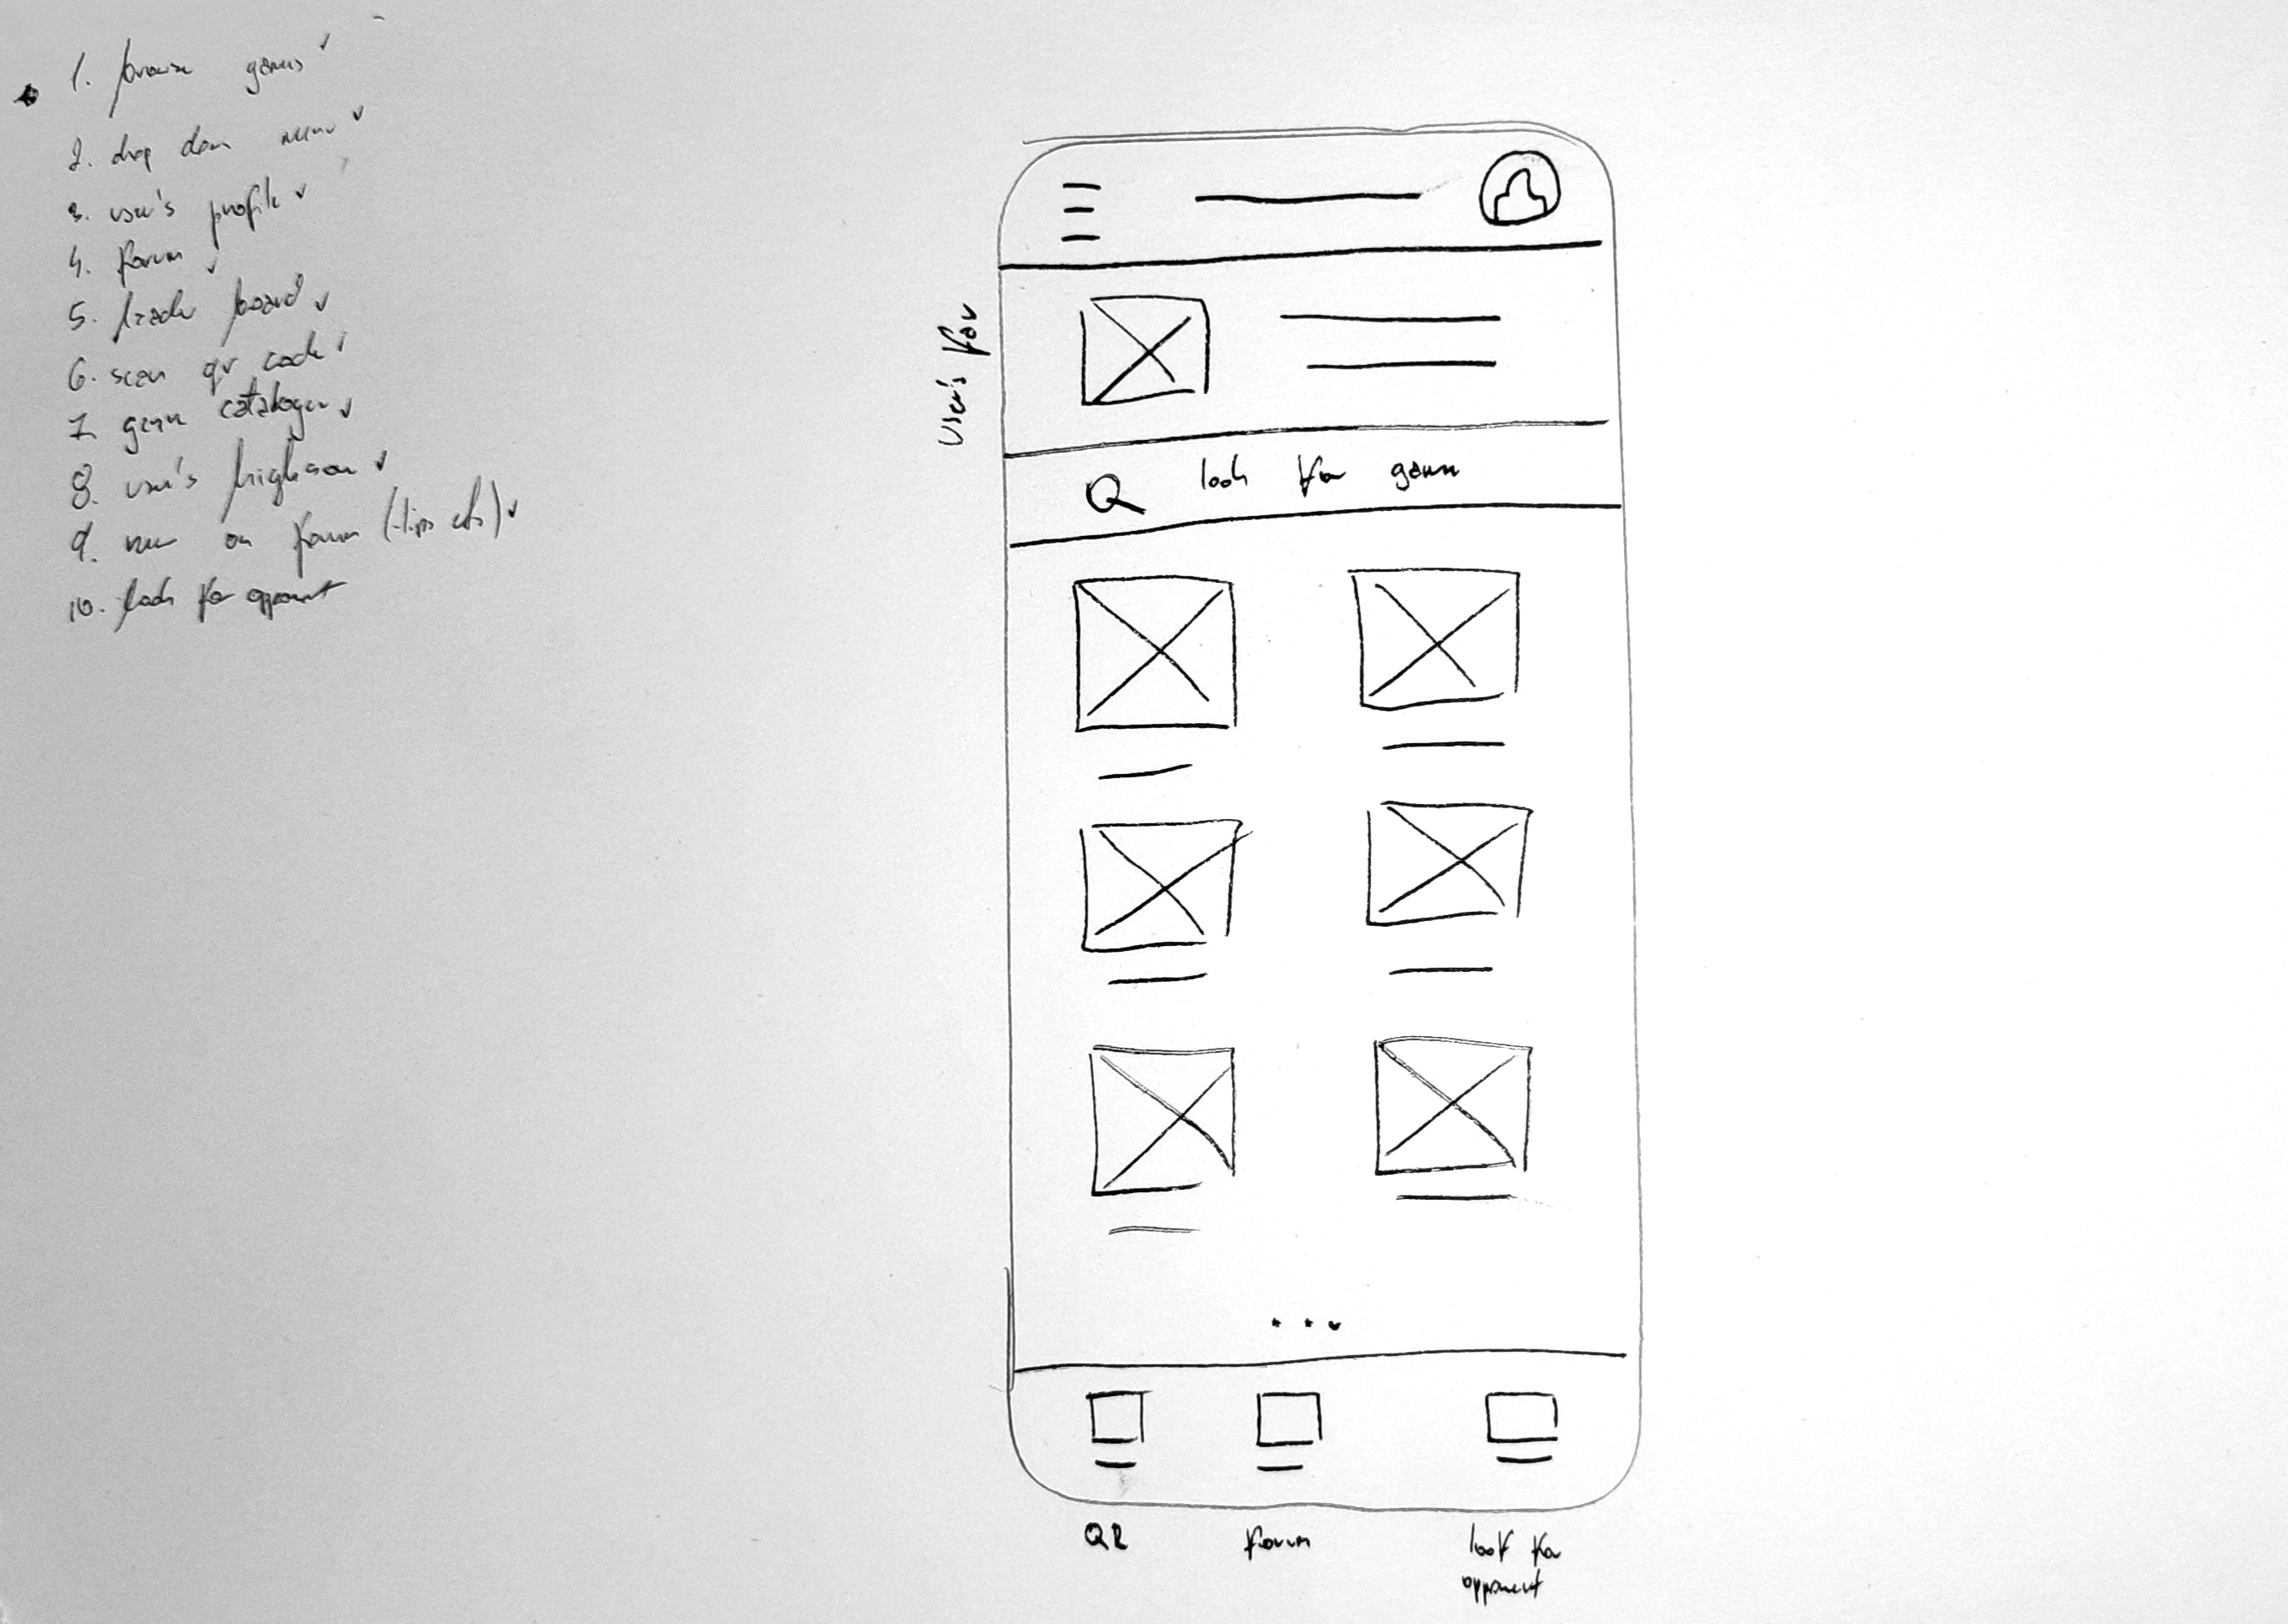 1. browse games
2. drop down menu
3. user's profile
4. forum
5. leader board
6. scan qr code
7. game catalogue
8. user's highscore
9. new on forum (tips etc)
10. look for opponent
user's fav
look for game
QR
forum
look for
opponent